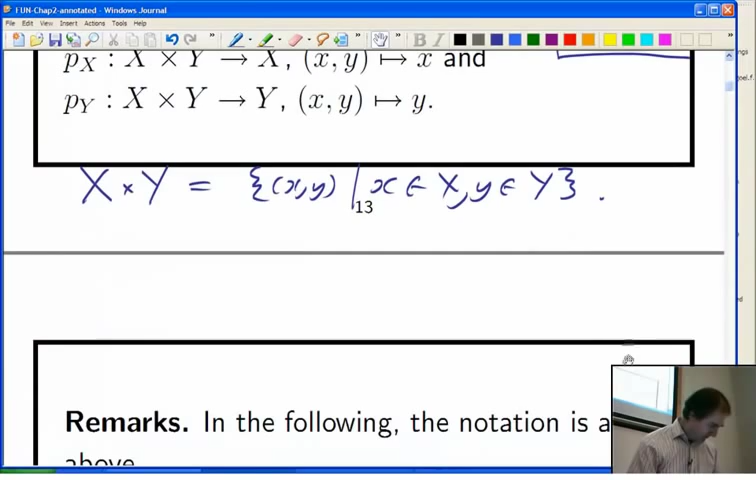 FUN-Chap2-annotated - Windows Journal
File Edit View Insert Actions Tools Help
B I
p_X : X × Y → X, (x, y) ↦ x and
p_Y : X × Y → Y, (x, y) ↦ y.
X × Y = {(x,y) | x ∈ X, y ∈ Y} .
13
Remarks. In the following, the notation is a
above